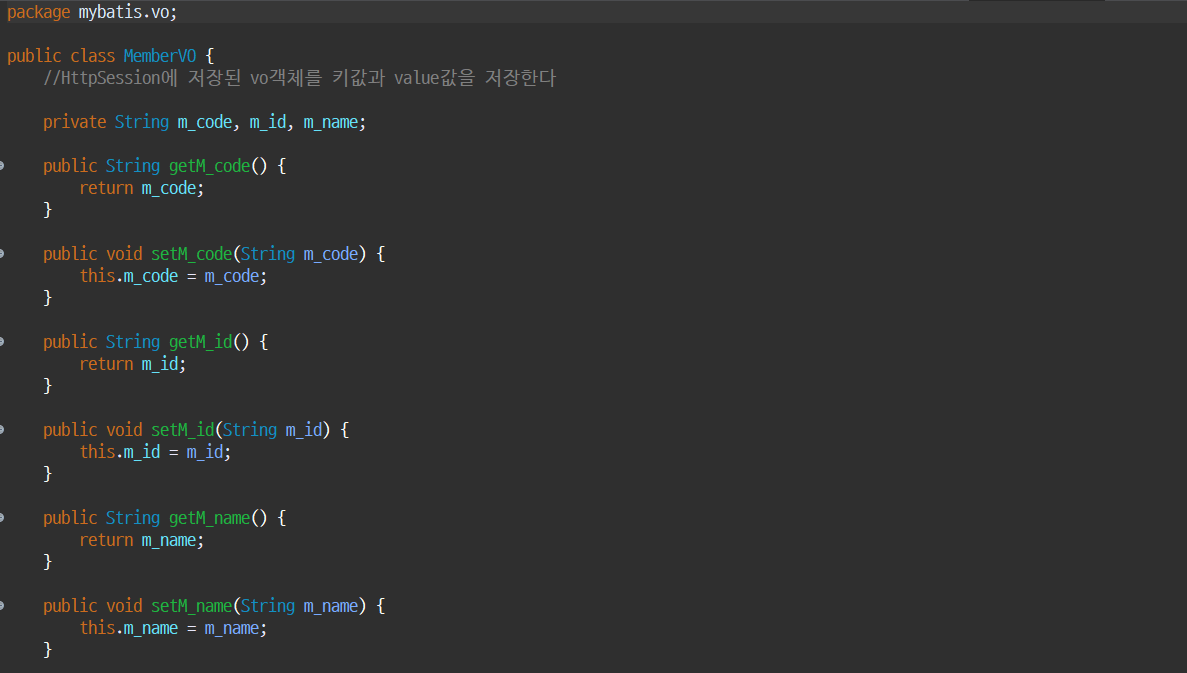 package mybatis.vo;
public class MemberVO {
//HttpSession에 저장된 vo객체를 키값과 value값을 저장한다
private String m_code, m_id, m_name;
public String getM_code() {
return m_code;
}
public void setM_code(String m_code) {
this.m_code = m_code;
}
public String getM_id() {
return m_id;
}
public void setM_id(String m_id) {
this.m_id = m_id;
}
public String getM_name() {
return m_name;
}
public void setM_name(String m_name) {
this.m_name = m_name;
}